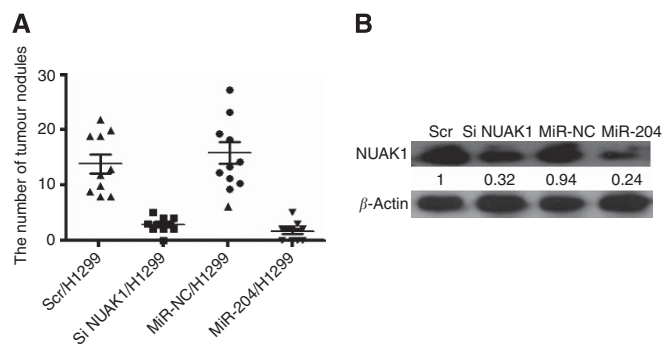 A
The number of tumour nodules
30
20
10
0
Scr/H1299
Si NUAK1/H1299
MiR-NC/H1299
MiR-204/H1299
B
Scr Si NUAK1 MiR-NC MiR-204
NUAK1
1 0.32 0.94 0.24
β-Actin